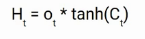 Hₜ = oₜ * tanh(Cₜ)